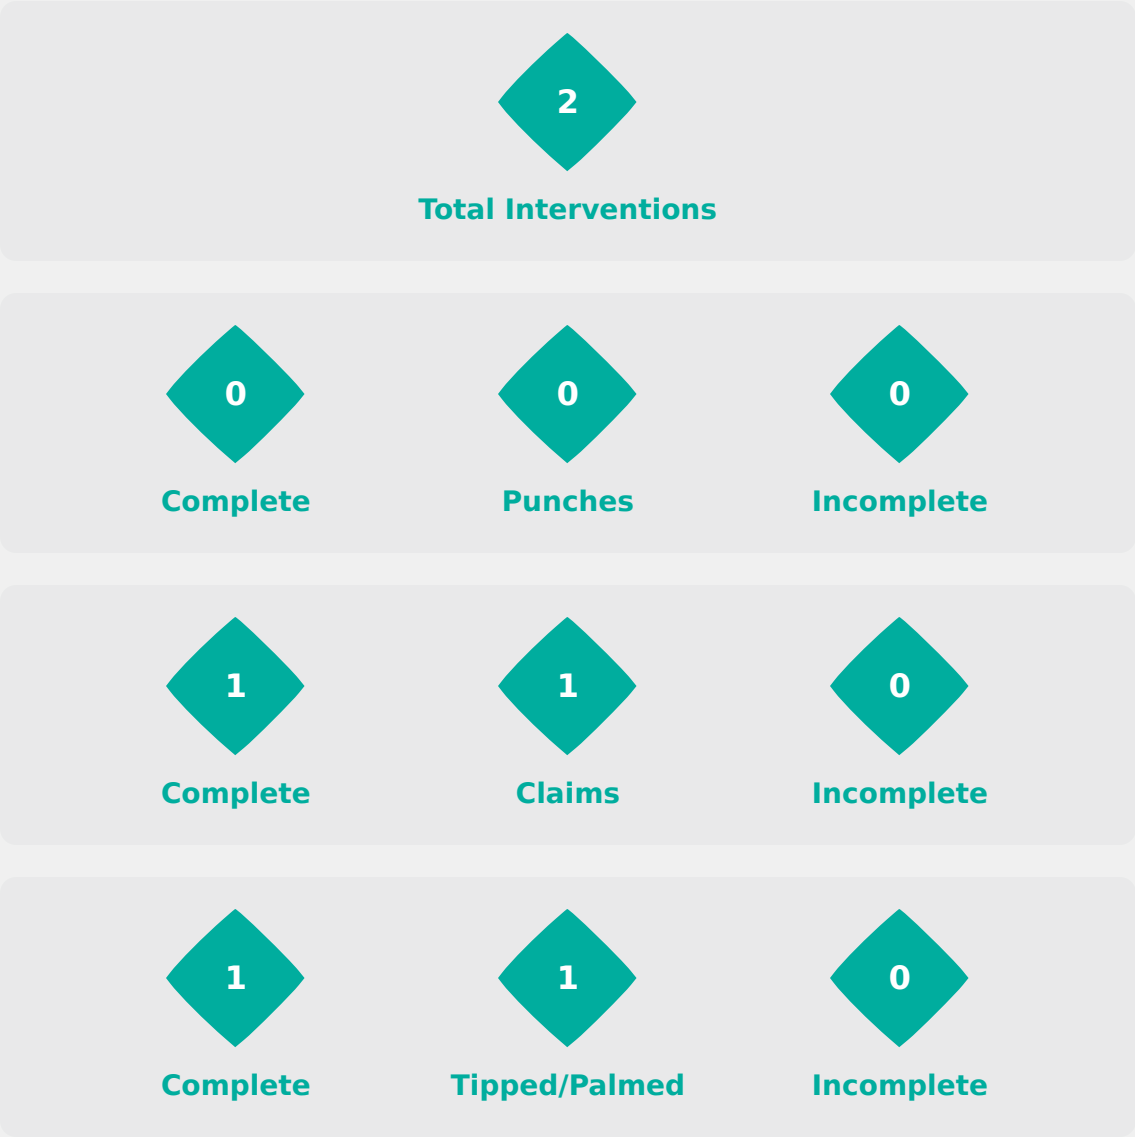 2
Total Interventions
0 0 0
Complete Punches Incomplete
1 1 0
Complete Claims Incomplete
1 1 0
Complete Tipped/Palmed Incomplete